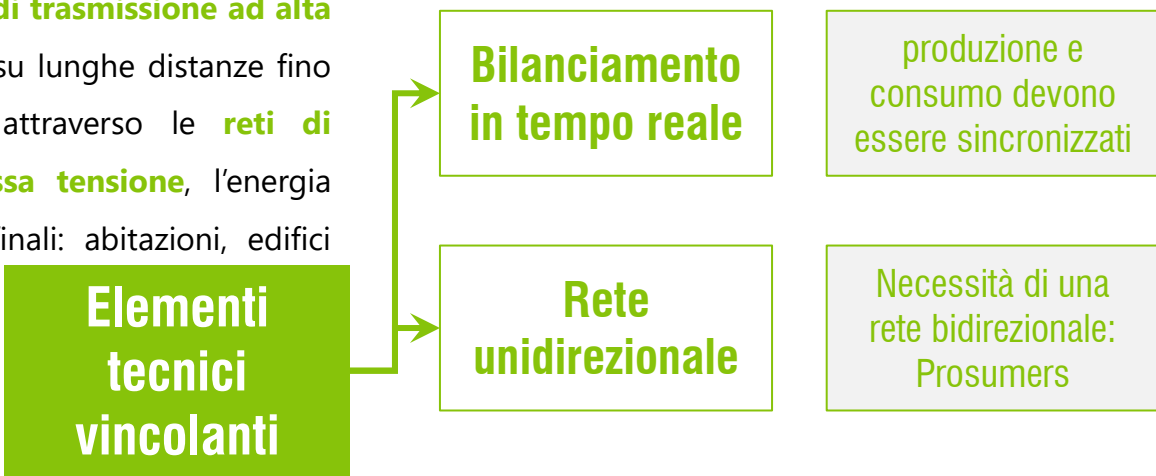 di trasmissione ad alta
su lunghe distanze fino
attraverso le reti di
ssa tensione, l'energia
inali: abitazioni, edifici
Elementi
tecnici
vincolanti
Bilanciamento
in tempo reale
produzione e
consumo devono
essere sincronizzati
Rete
unidirezionale
Necessità di una
rete bidirezionale:
Prosumers